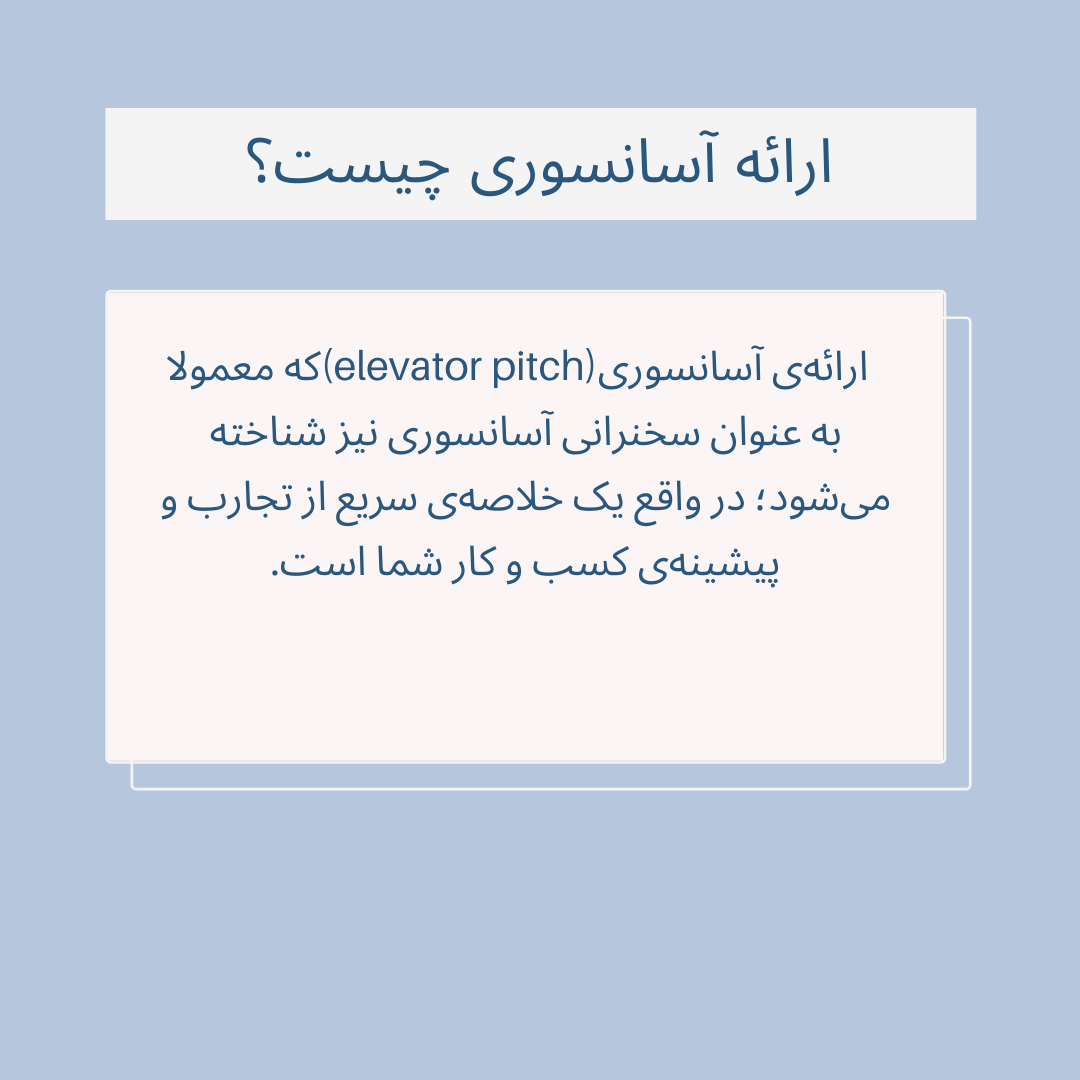 ارائه آسانسوری چیست؟
ارائه‌ی آسانسوری(elevator pitch)که معمولا
به عنوان سخنرانی آسانسوری نیز شناخته
می‌شود؛ در واقع یک خلاصه‌ی سریع از تجارب و
پیشینه‌ی کسب و کار شما است.